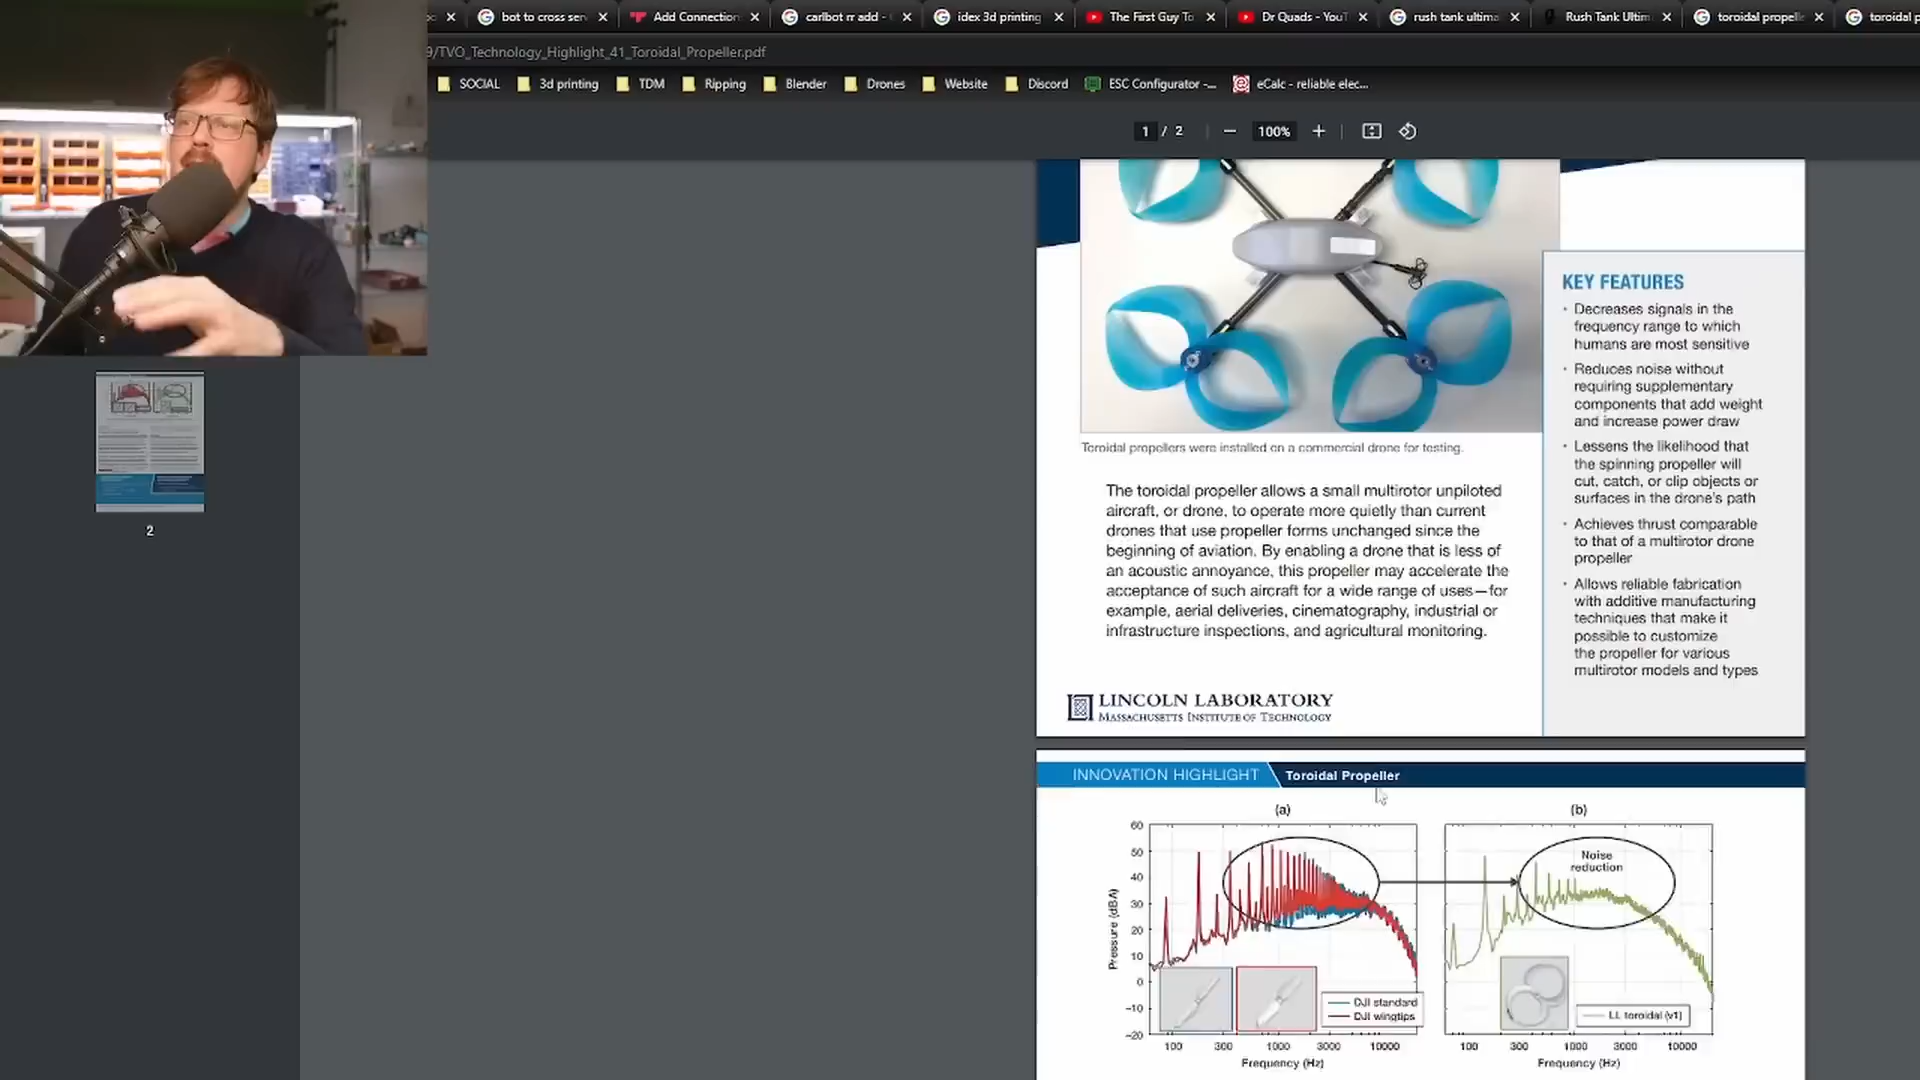 bot to cross ser
Add Connection
carlbot rr add -
idex 3d printing
The First Guy To
Dr Quads - YouT
rush tank ultima
Rush Tank Ultim
toroidal propell
toroidal p
9/TVO_Technology_Highlight_41_Toroidal_Propeller.pdf
SOCIAL
3d printing
TDM
Ripping
Blender
Drones
Website
Discord
ESC Configurator -...
eCalc - reliable elec...
1 / 2
100%
2
Toroidal propellers were installed on a commercial drone for testing.
The toroidal propeller allows a small multirotor unpiloted
aircraft, or drone, to operate more quietly than current
drones that use propeller forms unchanged since the
beginning of aviation. By enabling a drone that is less of
an acoustic annoyance, this propeller may accelerate the
acceptance of such aircraft for a wide range of uses—for
example, aerial deliveries, cinematography, industrial or
infrastructure inspections, and agricultural monitoring.
LINCOLN LABORATORY
MASSACHUSETTS INSTITUTE OF TECHNOLOGY
KEY FEATURES
• Decreases signals in the
frequency range to which
humans are most sensitive
• Reduces noise without
requiring supplementary
components that add weight
and increase power draw
• Lessens the likelihood that
the spinning propeller will
cut, catch, or clip objects or
surfaces in the drone's path
• Achieves thrust comparable
to that of a multirotor drone
propeller
• Allows reliable fabrication
with additive manufacturing
techniques that make it
possible to customize
the propeller for various
multirotor models and types
INNOVATION HIGHLIGHT
Toroidal Propeller
(a)
60
50
40
30
20
10
0
-10
-20
Pressure (dBA)
DJI standard
DJI wingtips
100 300 1000 3000 10000
Frequency (Hz)
(b)
Noise
reduction
LL toroidal (v1)
100 300 1000 3000 10000
Frequency (Hz)